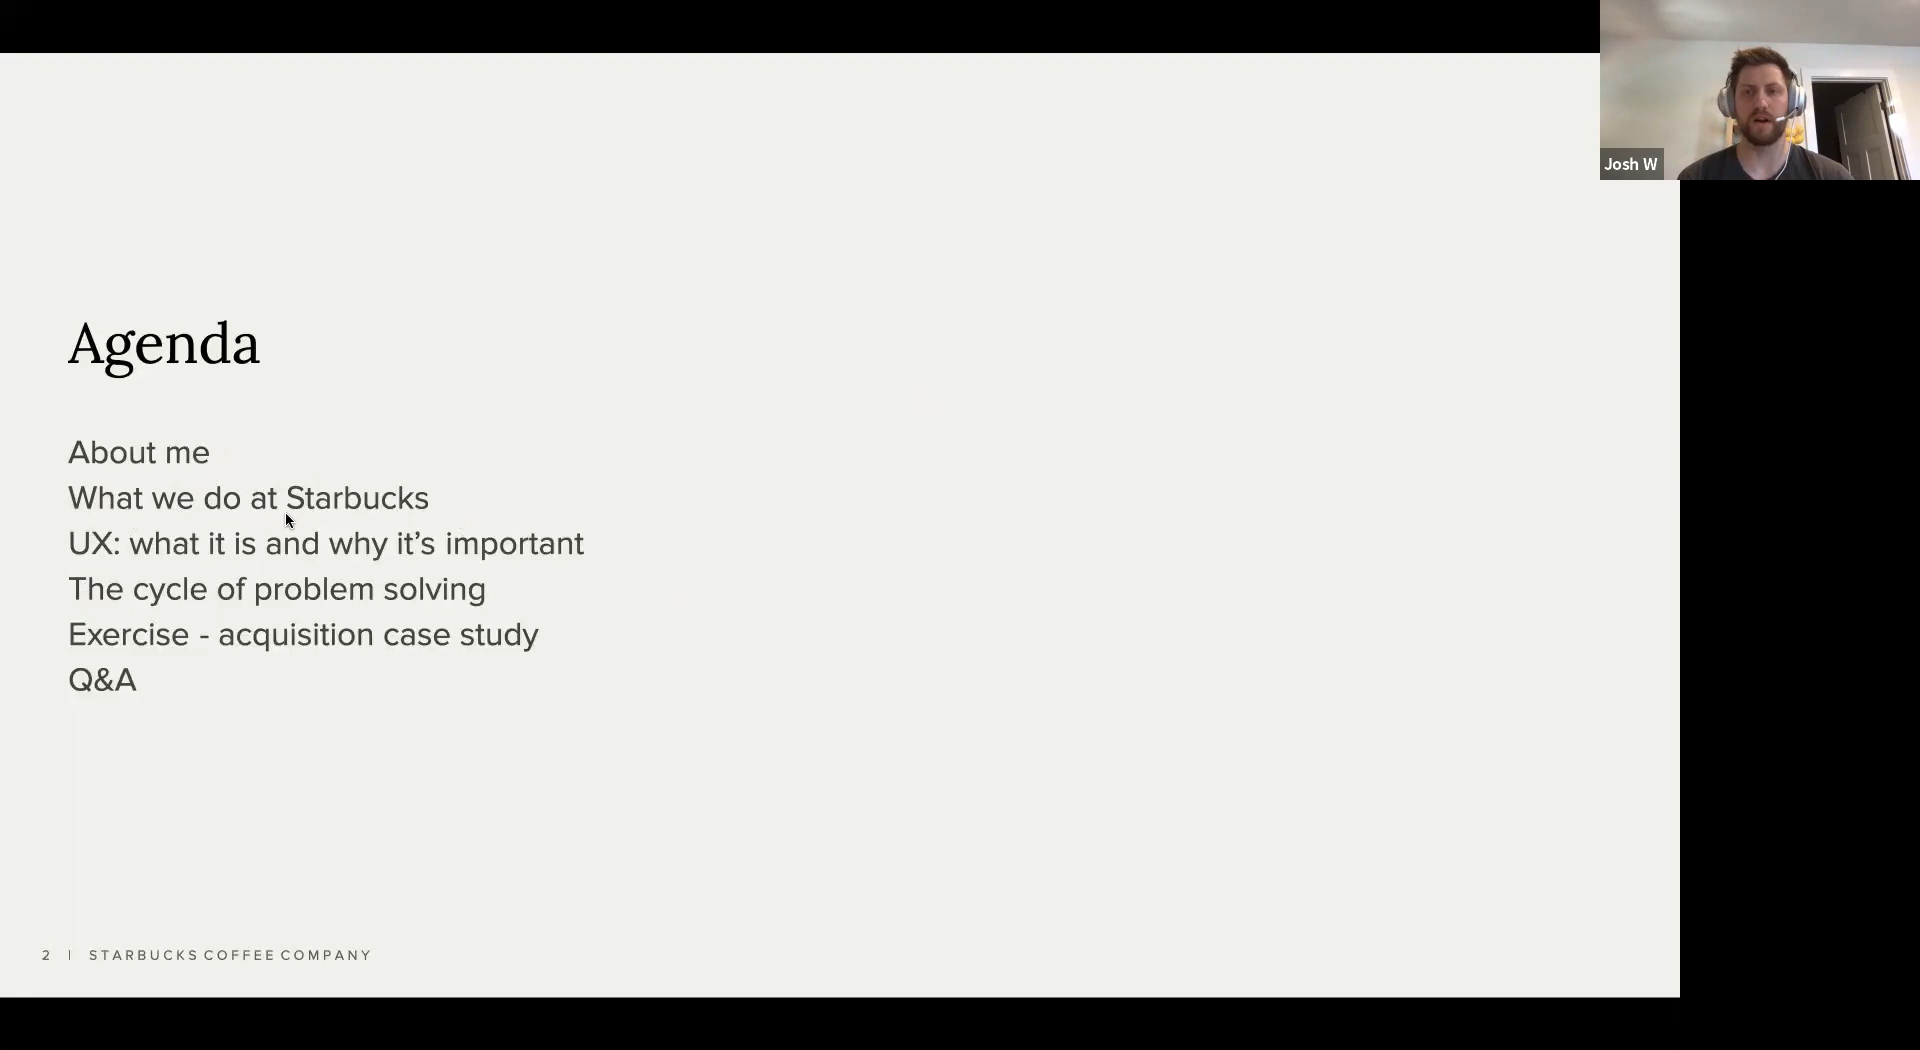 Josh W
Agenda
About me
What we do at Starbucks
UX: what it is and why it’s important
The cycle of problem solving
Exercise - acquisition case study
Q&A
2 | STARBUCKS COFFEE COMPANY